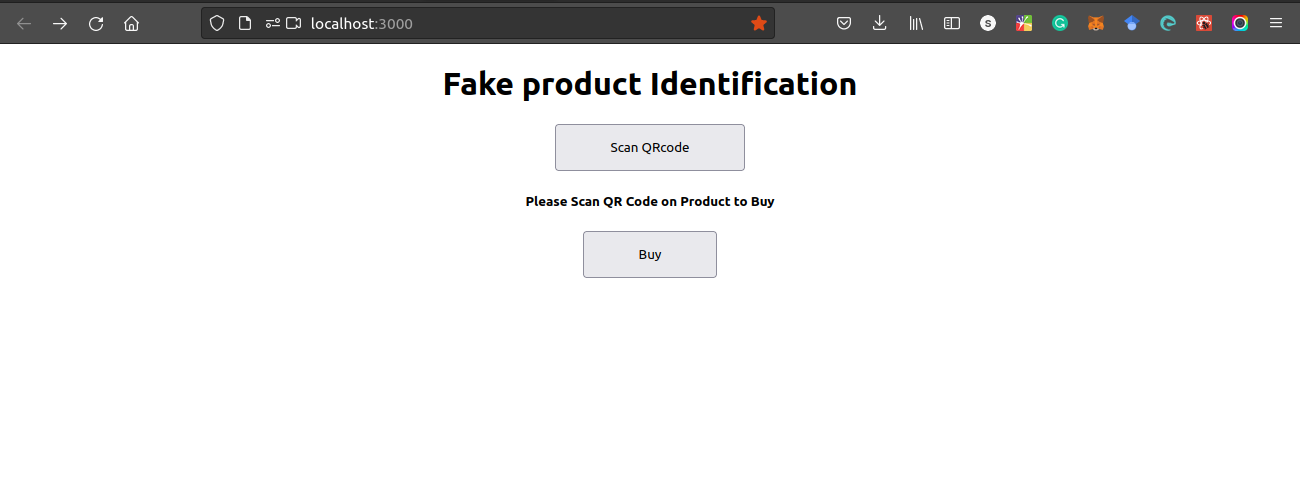 localhost:3000
S
Fake product Identification
Scan QRcode
Please Scan QR Code on Product to Buy
Buy